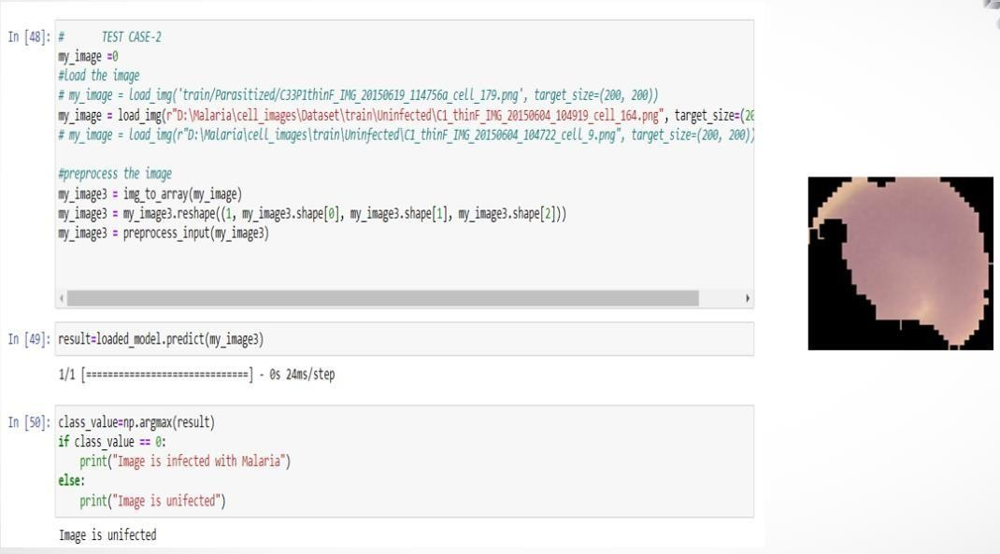 In [48]: # TEST CASE-2
my_image =0
#load the image
# my_image = load_img('train/Parasitized/C33P1thinF_IMG_20150619_114756a_cell_179.png', target_size=(200, 200))
my_image = load_img(r"D:\Malaria\cell_images\Dataset\train\Uninfected\C1_thinF_IMG_20150604_104919_cell_164.png", target_size=(20
# my_image = load_img(r"D:\Malaria\cell_images\train\Uninfected\C1_thinF_IMG_20150604_104722_cell_9.png", target_size=(200, 200))
#preprocess the image
my_image3 = img_to_array(my_image)
my_image3 = my_image3.reshape((1, my_image3.shape[0], my_image3.shape[1], my_image3.shape[2]))
my_image3 = preprocess_input(my_image3)
In [49]: result=loaded_model.predict(my_image3)
1/1 [==============================] - 0s 24ms/step
In [50]: class_value=np.argmax(result)
if class_value == 0:
print("Image is infected with Malaria")
else:
print("Image is unifected")
Image is unifected